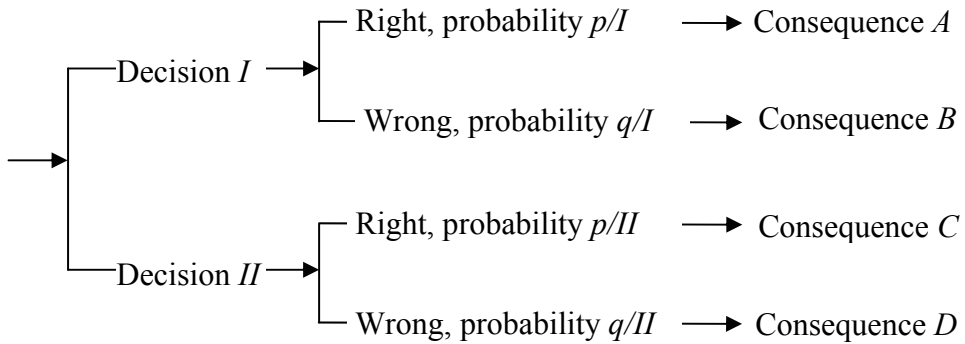 Right, probability p/I Consequence A
Decision I
Wrong, probability q/I Consequence B
Right, probability p/II Consequence C
Decision II
Wrong, probability q/II Consequence D